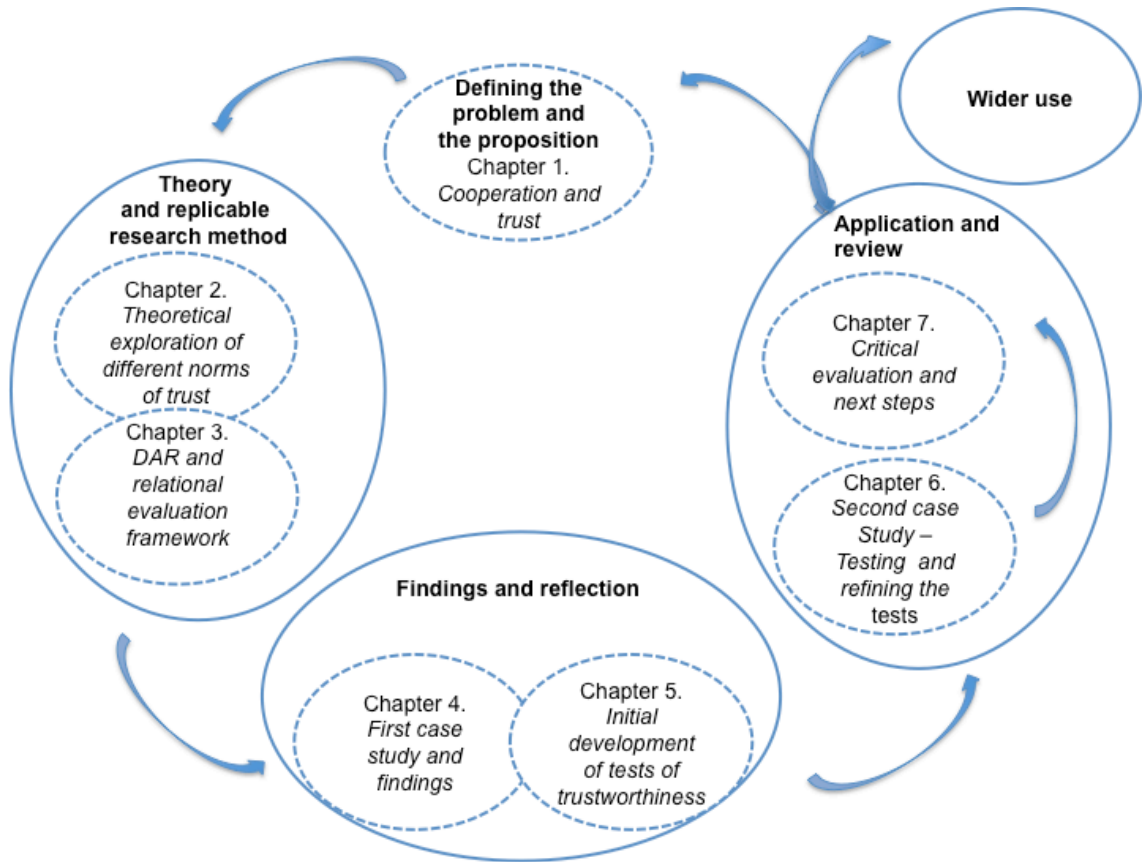 Defining the
problem and
the proposition
Chapter 1.
Cooperation and
trust
Wider use
Theory
and replicable
research method
Chapter 2.
Theoretical
exploration of
different norms
of trust
Chapter 3.
DAR and
relational
evaluation
framework
Findings and reflection
Chapter 4.
First case
study and
findings
Chapter 5.
Initial
development
of tests of
trustworthiness
Application and
review
Chapter 7.
Critical
evaluation and
next steps
Chapter 6.
Second case
Study –
Testing and
refining the
tests